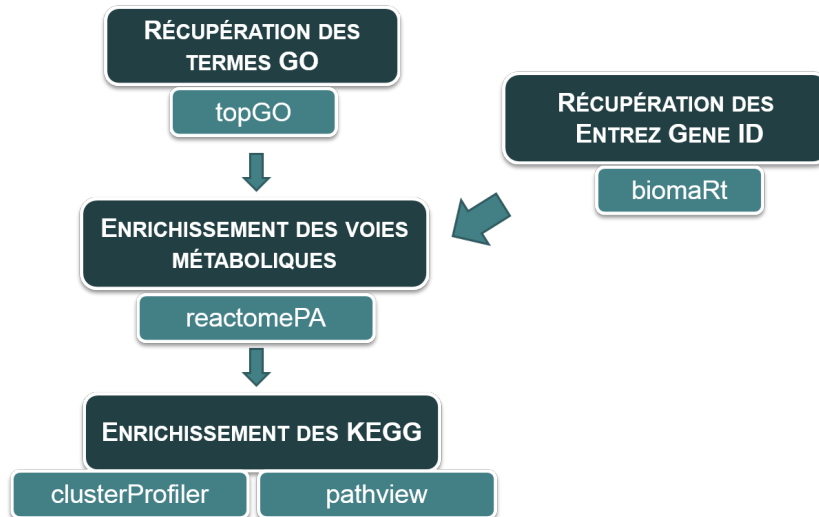 RÉCUPÉRATION DES
TERMES GO
topGO
RÉCUPÉRATION DES
ENTREZ GENE ID
biomaRt
ENRICHISSEMENT DES VOIES
MÉTABOLIQUES
reactomePA
ENRICHISSEMENT DES KEGG
clusterProfiler
pathview